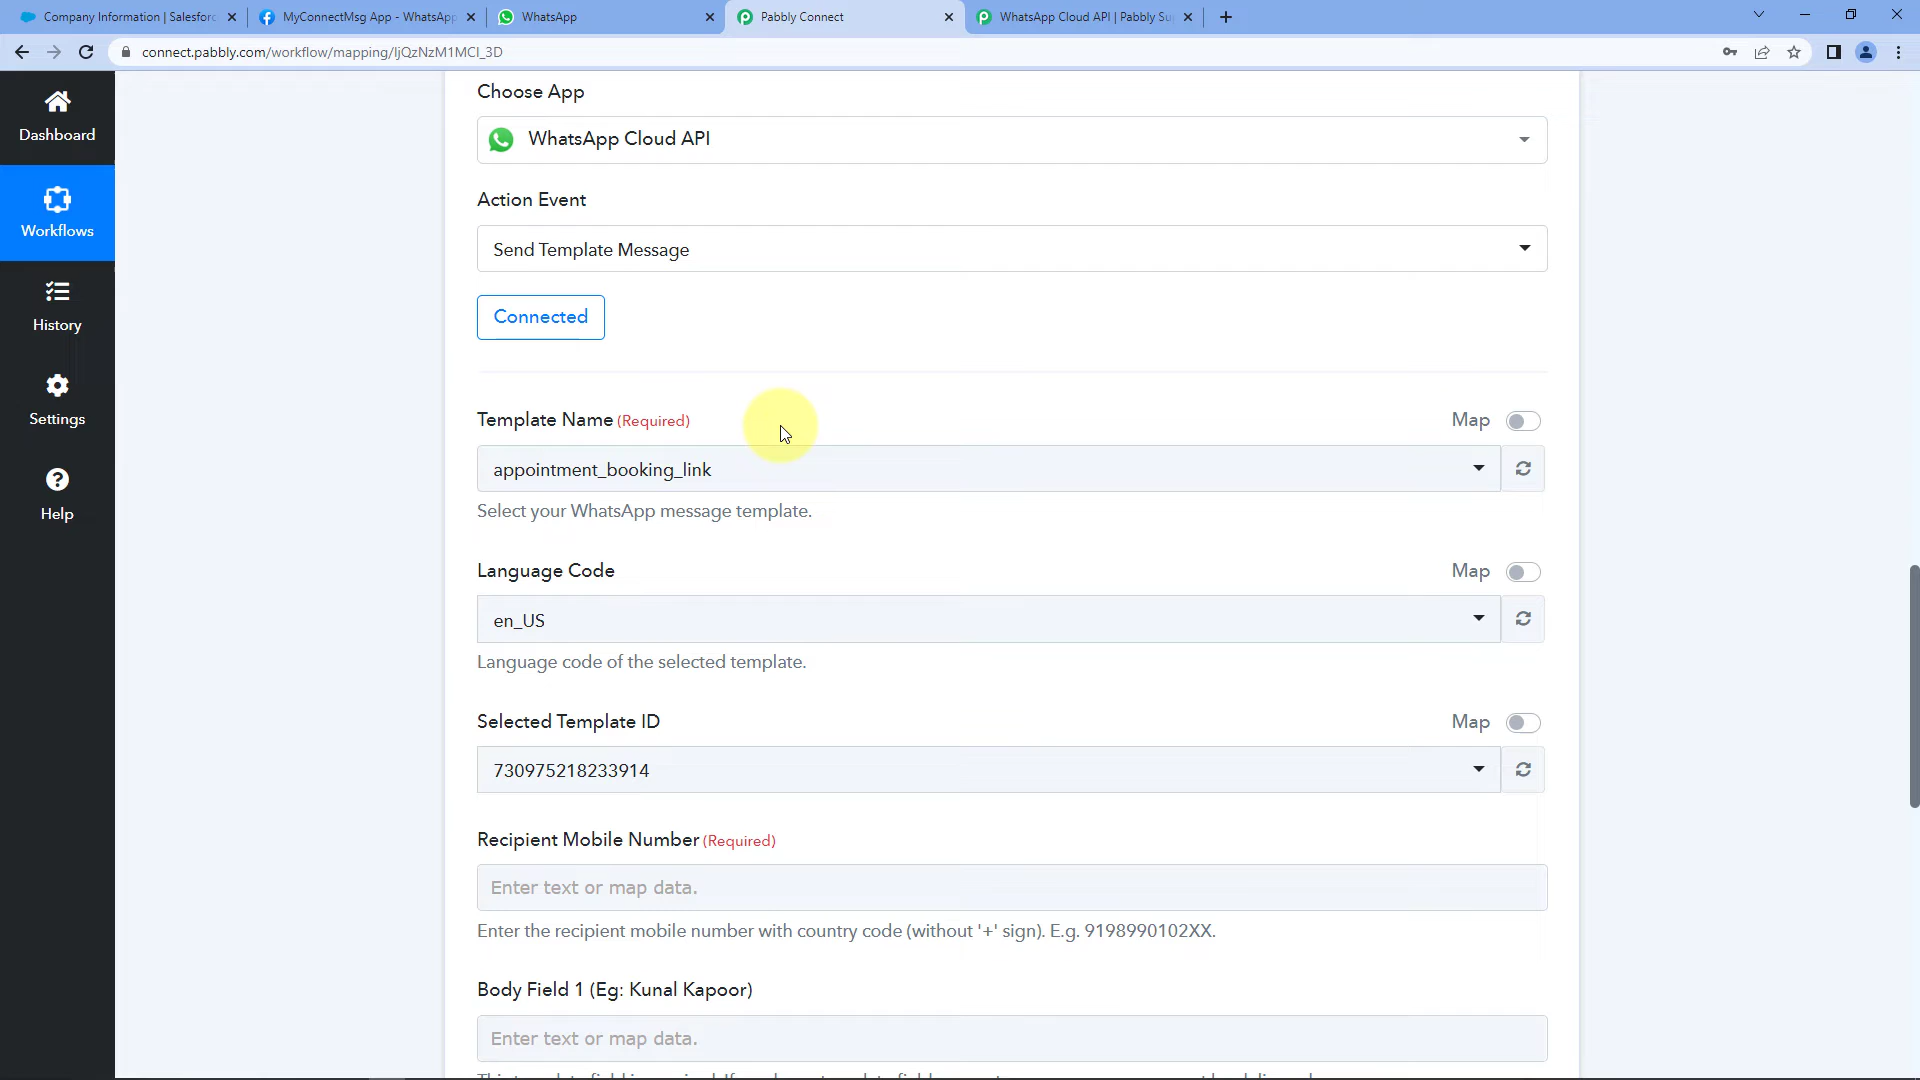 Company Information | Salesforc
MyConnectMsg App - WhatsApp
WhatsApp
Pabbly Connect
WhatsApp Cloud API | Pabbly Su
connect.pabbly.com/workflow/mapping/IjQzNzM1MCI_3D
Dashboard
Workflows
History
Settings
Help
Choose App
WhatsApp Cloud API
Action Event
Send Template Message
Connected
Template Name (Required)
Map
appointment_booking_link
Select your WhatsApp message template.
Language Code
Map
en_US
Language code of the selected template.
Selected Template ID
Map
730975218233914
Recipient Mobile Number (Required)
Enter text or map data.
Enter the recipient mobile number with country code (without '+' sign). E.g. 9198990102XX.
Body Field 1 (Eg: Kunal Kapoor)
Enter text or map data.